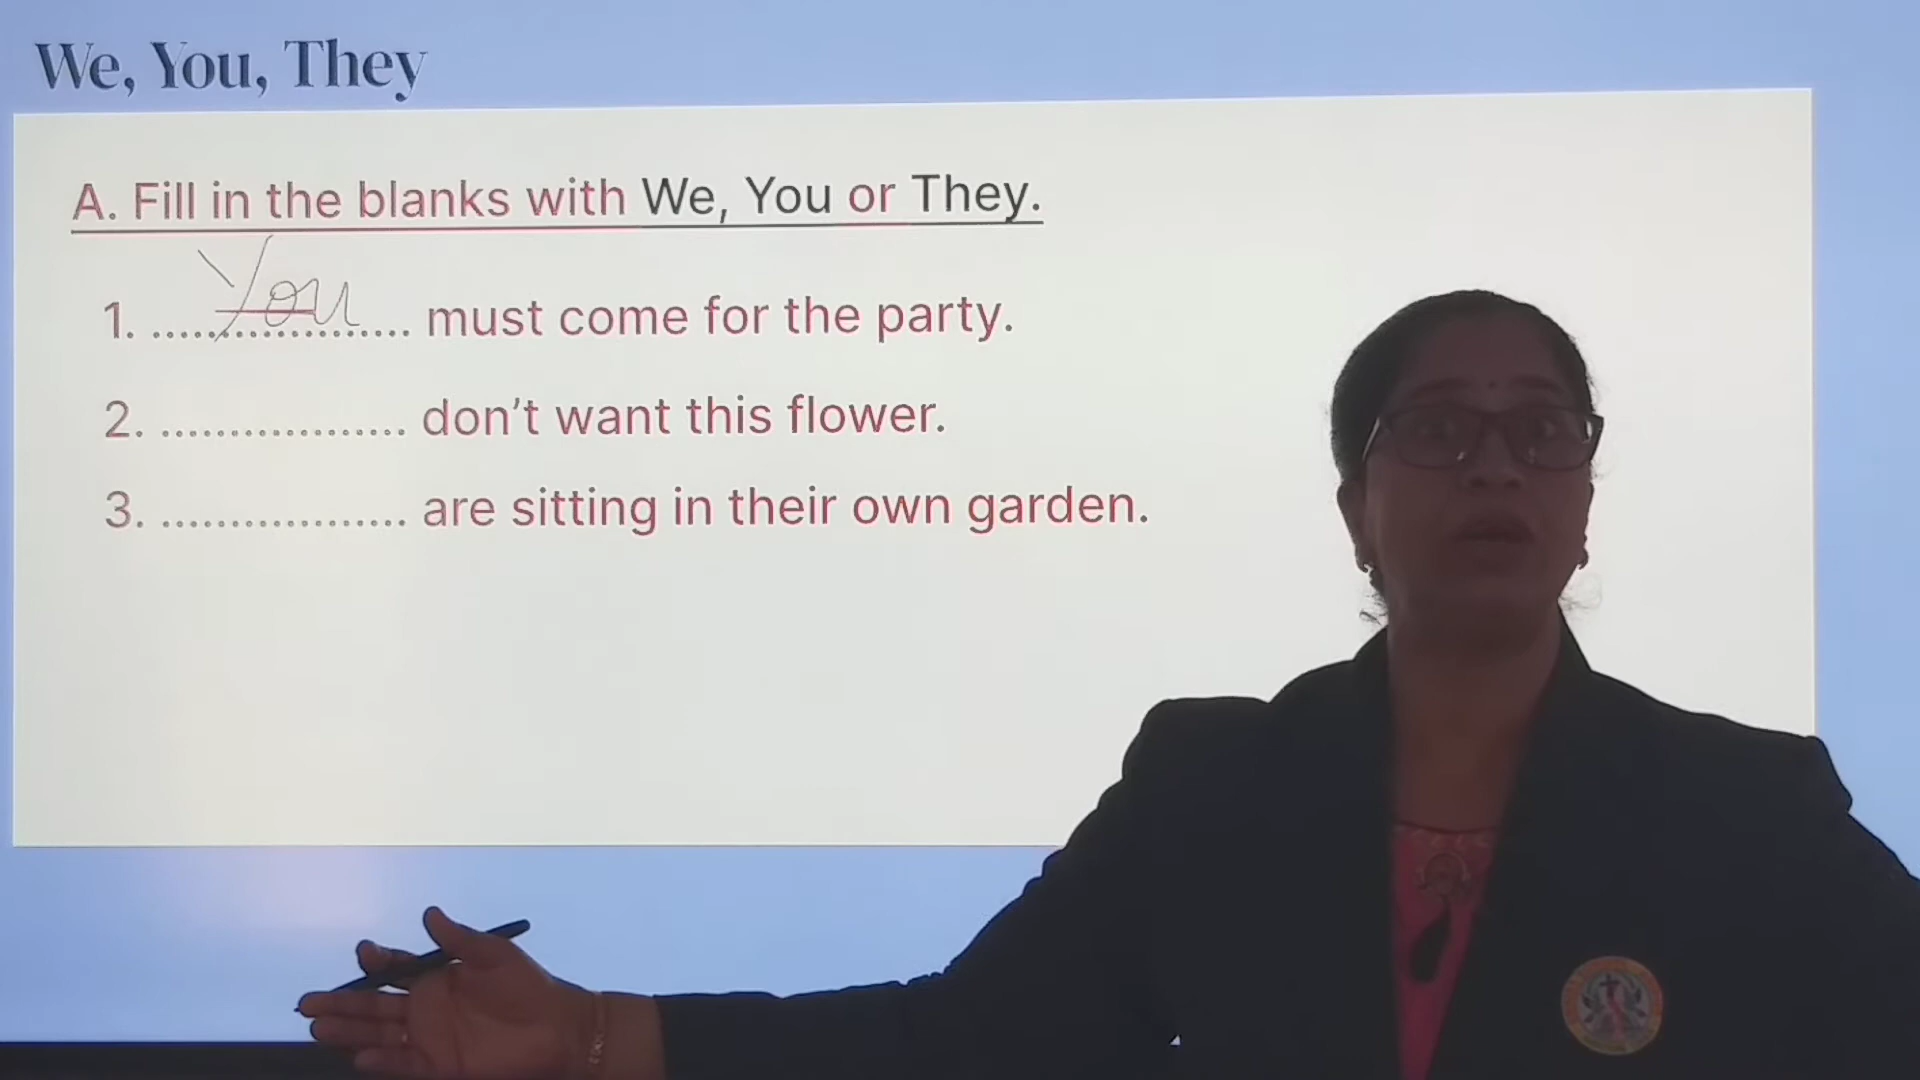 We, You, They
A. Fill in the blanks with We, You or They.
1. ........You........ must come for the party.
2. .................. don't want this flower.
3. .................. are sitting in their own garden.